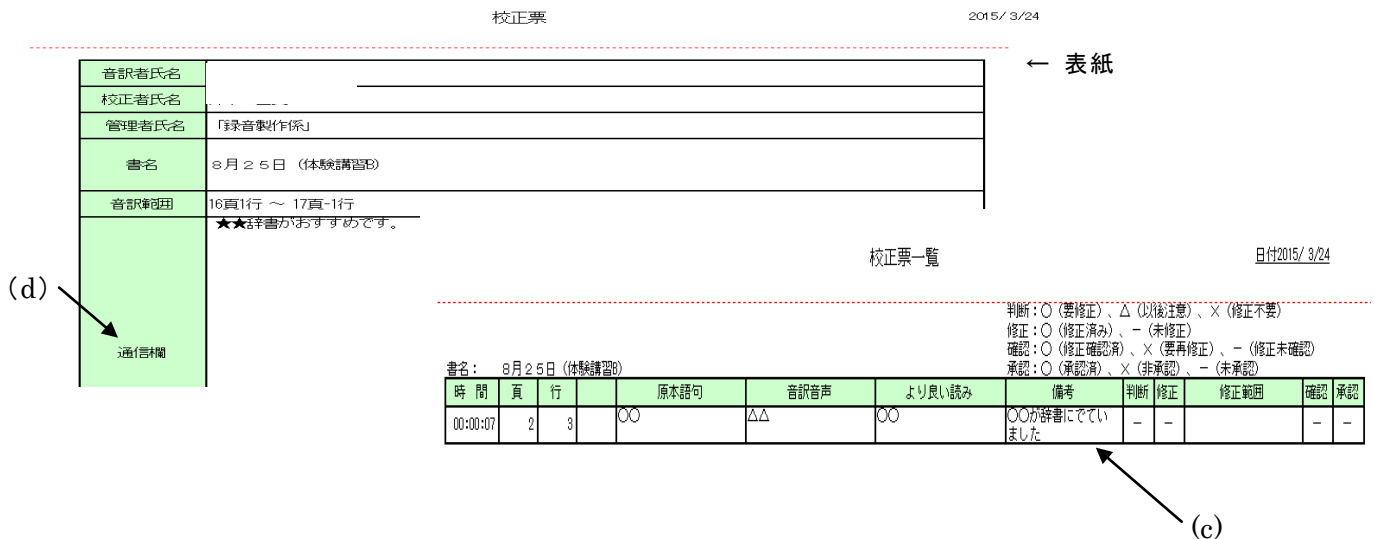 校正票 2015/ 3/24
← 表紙
音訳者氏名
校正者氏名
管理者氏名 「録音製作係」
書名 8月25日 (体験講習B)
音訳範囲 16頁1行 ～ 17頁-1行
★★辞書がおすすめです。
校正票一覧 日付2015/ 3/24
(d)
通信欄
判断：〇 (要修正) 、△ (以後注意) 、× (修正不要)
修正：〇 (修正済み) 、－ (未修正)
確認：〇 (修正確認済) 、× (要再修正) 、－ (修正未確認)
承認：〇 (承認済) 、× (非承認) 、－ (未承認)
書名： 8月25日 (体験講習B)
時 間 頁 行 原本語句 音訳音声 より良い読み 備考 判断 修正 修正範囲 確認 承認
00:00:07 2 3 〇〇 △△ 〇〇 〇〇が辞書にでてい － － － －
ました
(c)